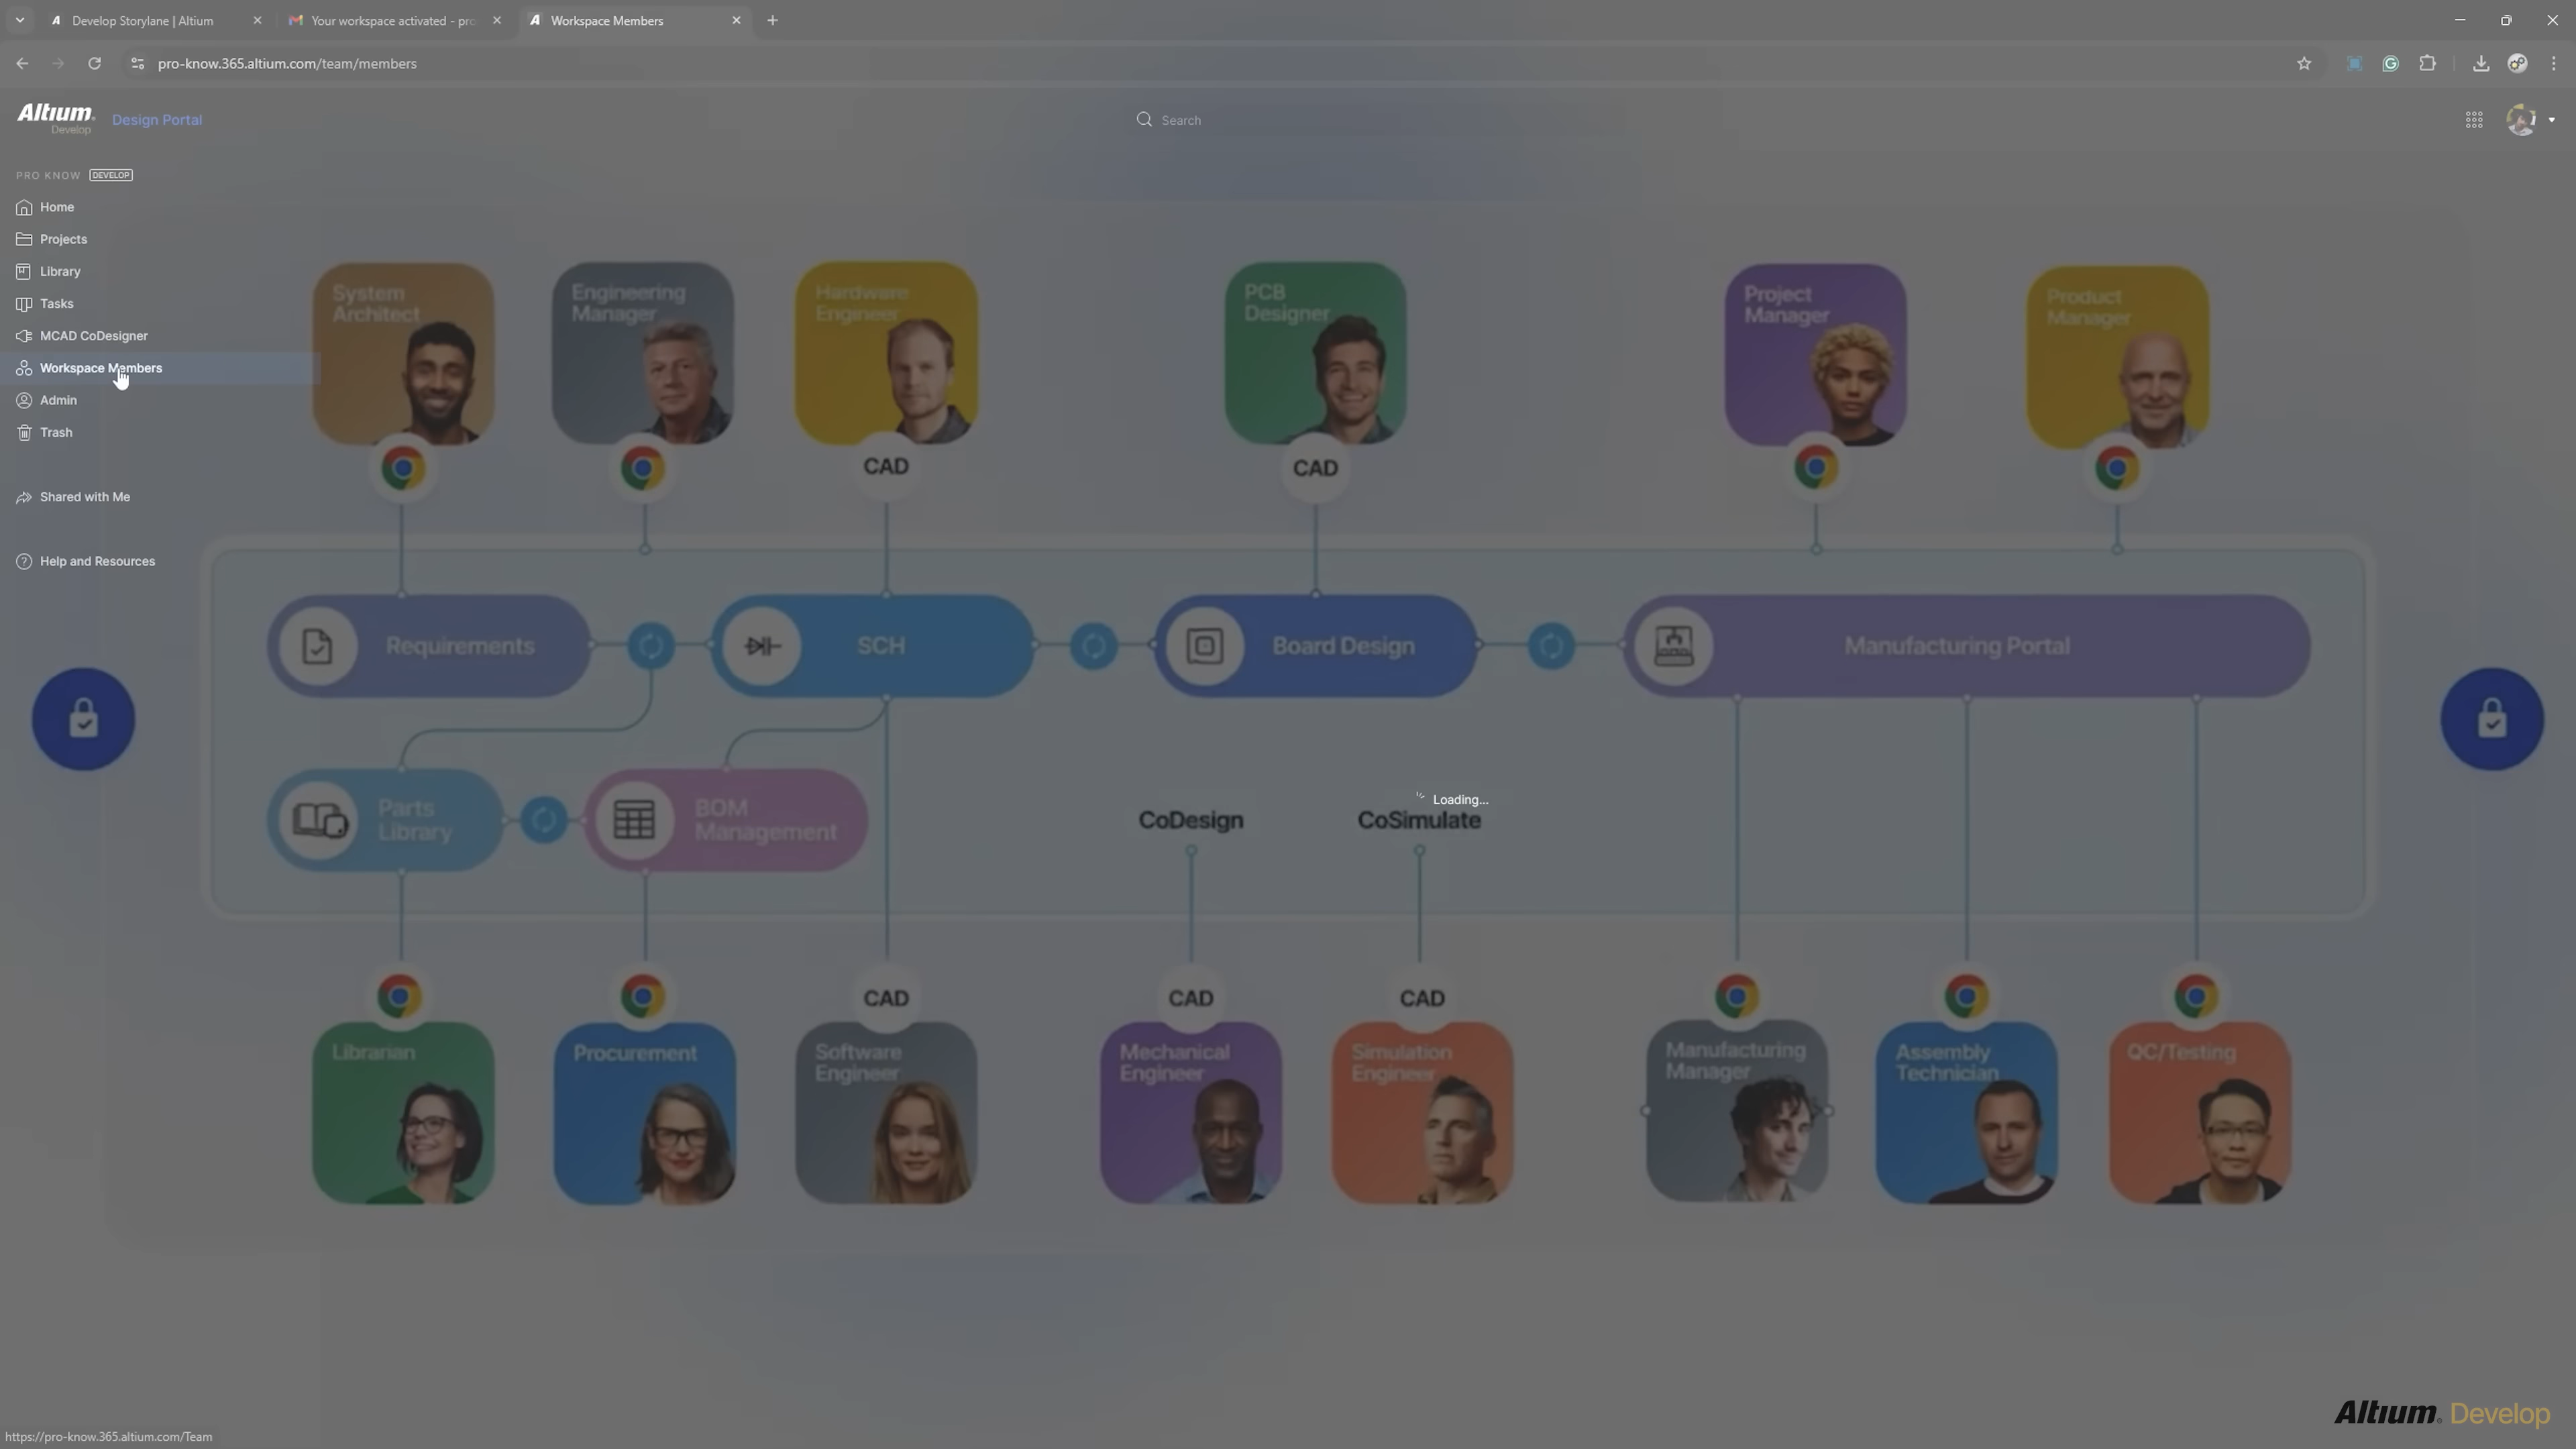 Develop Storylane | Altium
Your workspace activated - pro
Workspace Members
pro-know.365.altium.com/team/members
Altium.
Develop
Design Portal
Search
PRO KNOW DEVELOP
Home
Projects
Library
Tasks
MCAD CoDesigner
Workspace Members
Admin
Trash
Shared with Me
Help and Resources
System
Architect
Engineering
Manager
Hardware
Engineer
PCB
Designer
Project
Manager
Product
Manager
CAD
CAD
Requirements
SCH
Board Design
Manufacturing Portal
Parts
Library
BOM
Management
CoDesign
Loading...
CoSimulate
CAD
CAD
CAD
Librarian
Procurement
Software
Engineer
Mechanical
Engineer
Simulation
Engineer
Manufacturing
Manager
Assembly
Technician
QC/Testing
Altium. Develop
https://pro-know.365.altium.com/Team